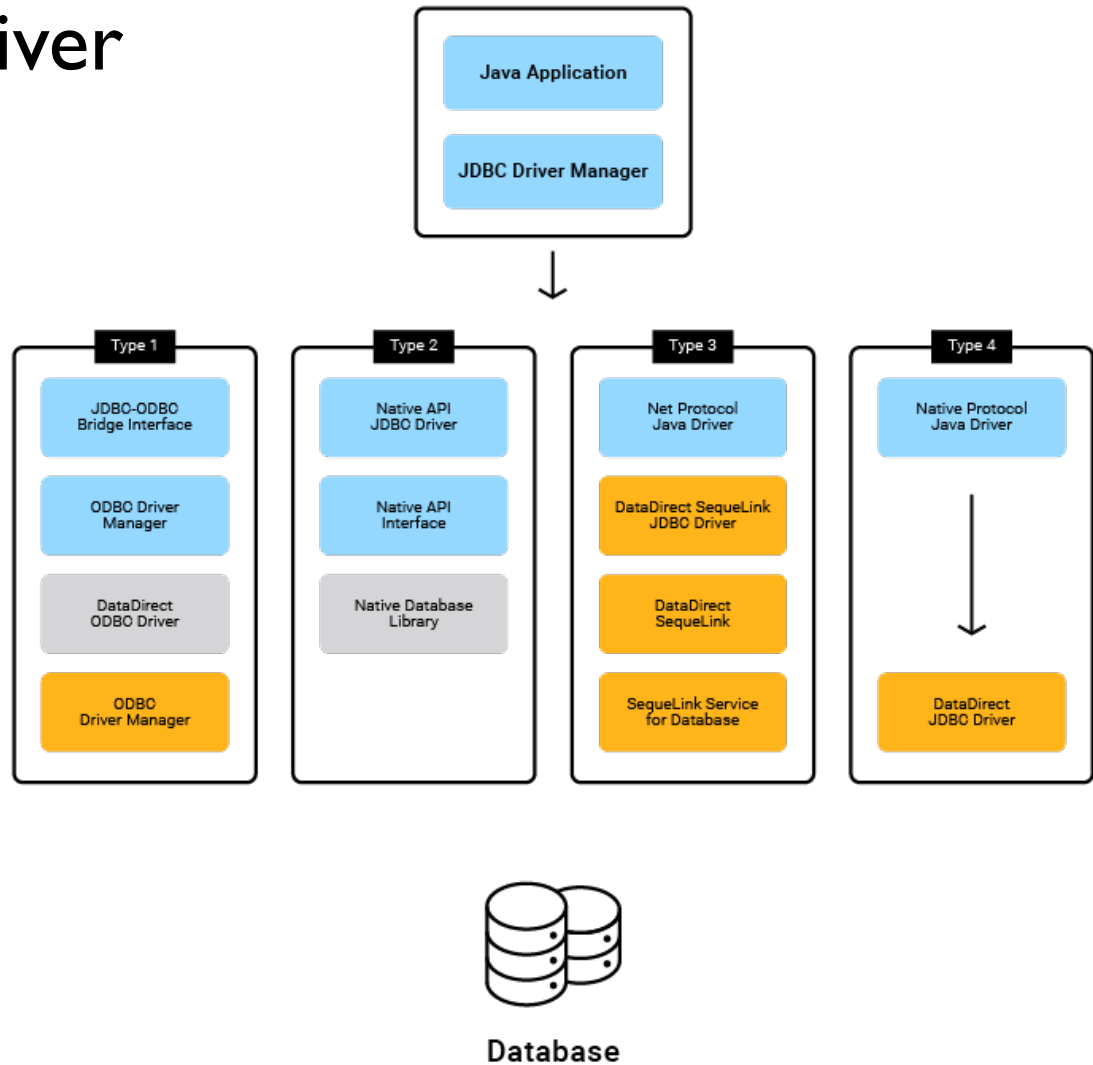 iver
Java Application
JDBC Driver Manager
Type 1
JDBC-ODBC
Bridge Interface
ODBC Driver
Manager
DataDirect
ODBC Driver
ODBC
Driver Manager
Type 2
Native API
JDBC Driver
Native API
Interface
Native Database
Library
Type 3
Net Protocol
Java Driver
DataDirect SequeLink
JDBC Driver
DataDirect
SequeLink
SequeLink Service
for Database
Type 4
Native Protocol
Java Driver
DataDirect
JDBC Driver
Database